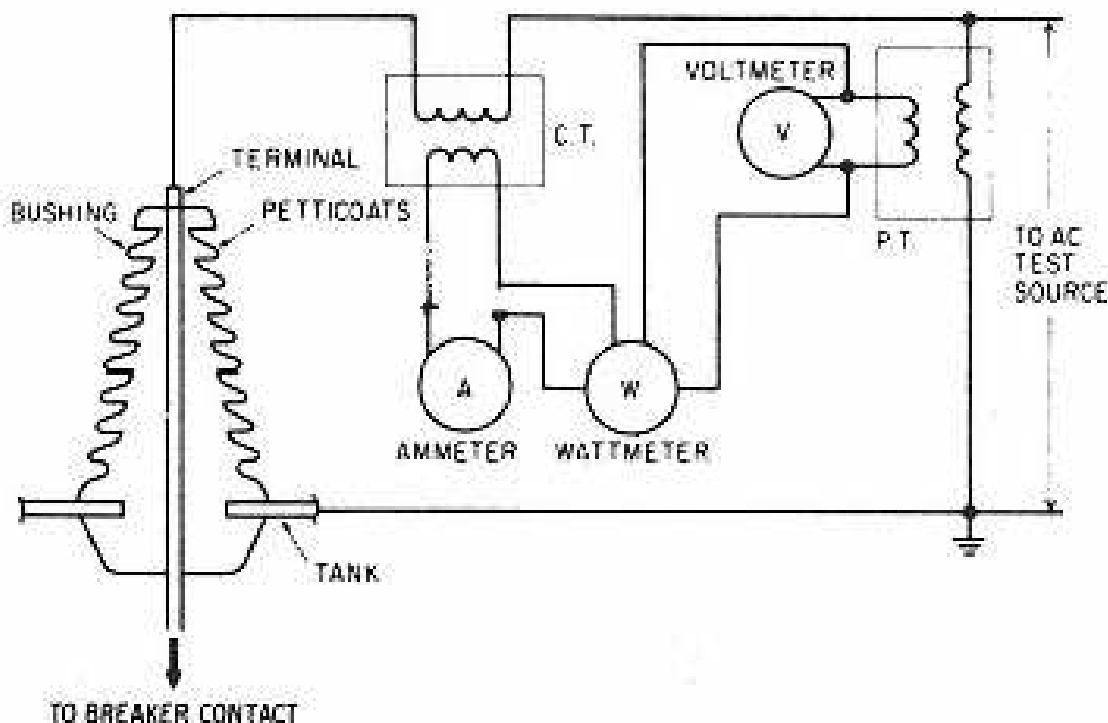 VOLTMETER
V
C.T.
TERMINAL
BUSHING
PETTICOATS
P.T.
TO AC
TEST
SOURCE
A
W
AMMETER
WATTMETER
TANK
TO BREAKER CONTACT